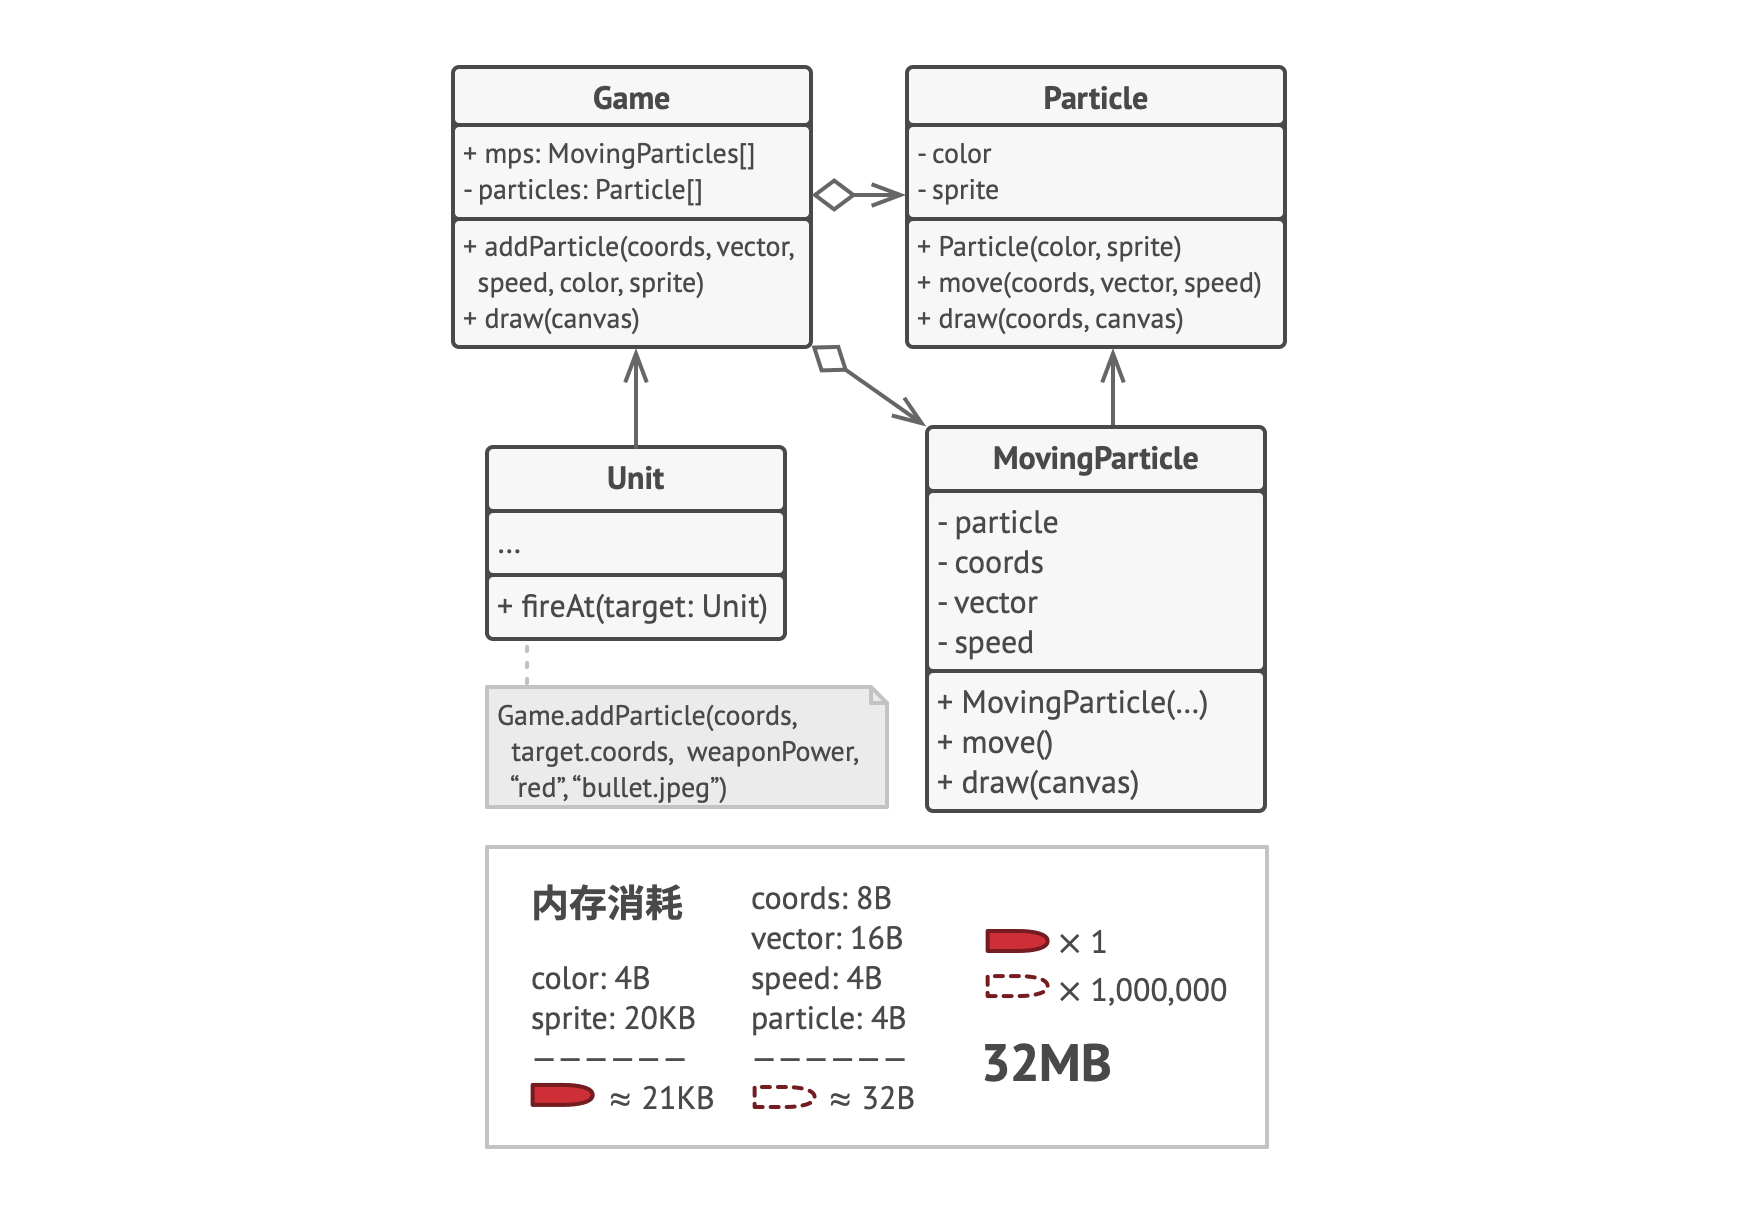 Game
+ mps: MovingParticles[]
- particles: Particle[]
+ addParticle(coords, vector,
speed, color, sprite)
+ draw(canvas)
Particle
- color
- sprite
+ Particle(color, sprite)
+ move(coords, vector, speed)
+ draw(coords, canvas)
Unit
...
+ fireAt(target: Unit)
Game.addParticle(coords,
target.coords, weaponPower,
“red”, “bullet.jpeg”)
MovingParticle
- particle
- coords
- vector
- speed
+ MovingParticle(...)
+ move()
+ draw(canvas)
内存消耗
color: 4B
sprite: 20KB
——————
≈ 21KB
coords: 8B
vector: 16B
speed: 4B
particle: 4B
——————
≈ 32B
× 1
× 1,000,000
32MB